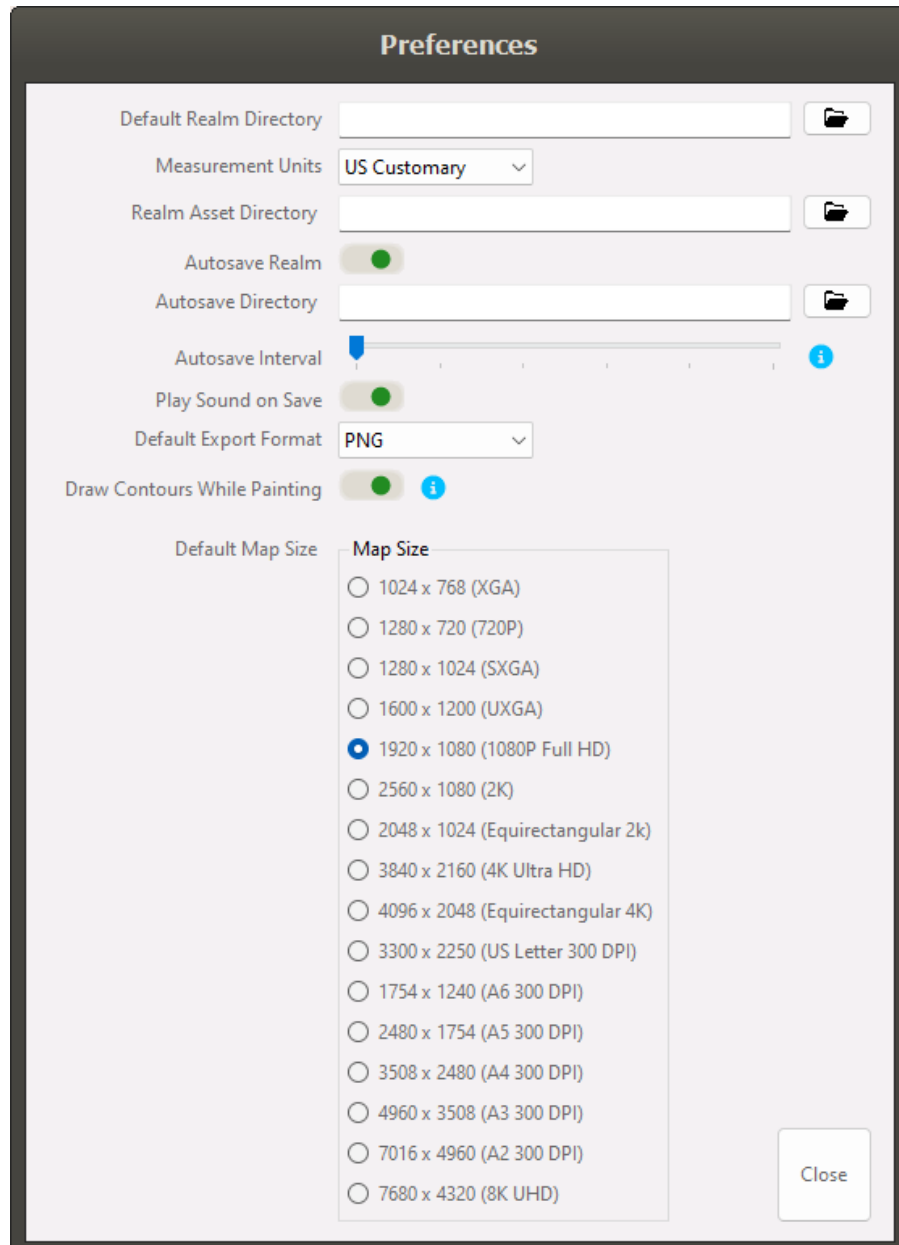 Preferences
Default Realm Directory
Measurement Units US Customary
Realm Asset Directory
Autosave Realm
Autosave Directory
Autosave Interval i
Play Sound on Save
Default Export Format PNG
Draw Contours While Painting i
Default Map Size Map Size
1024 x 768 (XGA)
1280 x 720 (720P)
1280 x 1024 (SXGA)
1600 x 1200 (UXGA)
1920 x 1080 (1080P Full HD)
2560 x 1080 (2K)
2048 x 1024 (Equirectangular 2k)
3840 x 2160 (4K Ultra HD)
4096 x 2048 (Equirectangular 4K)
3300 x 2250 (US Letter 300 DPI)
1754 x 1240 (A6 300 DPI)
2480 x 1754 (A5 300 DPI)
3508 x 2480 (A4 300 DPI)
4960 x 3508 (A3 300 DPI)
7016 x 4960 (A2 300 DPI)
7680 x 4320 (8K UHD)
Close